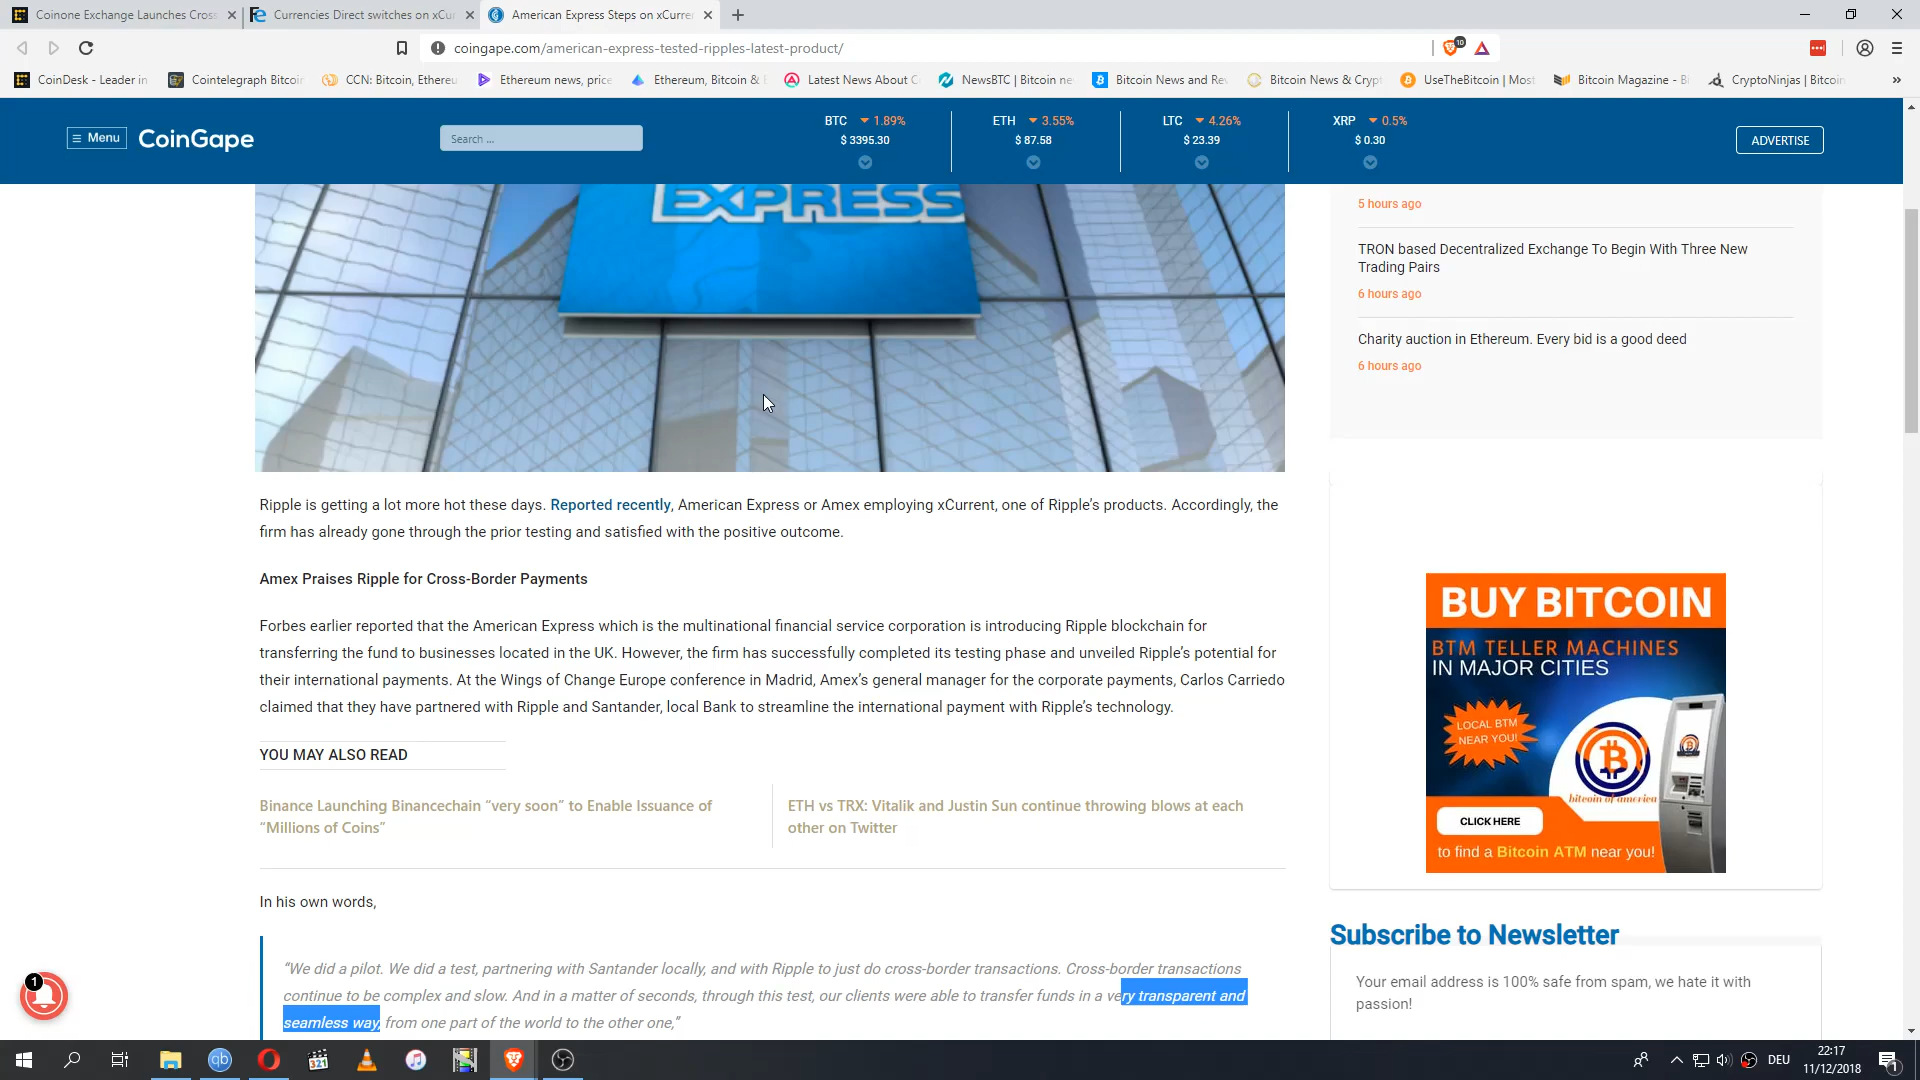 Coinone Exchange Launches Cross
Currencies Direct switches on xCur
American Express Steps on xCurre
coingape.com/american-express-tested-ripples-latest-product/
10
CoinDesk - Leader in
Cointelegraph Bitcoin
CCN: Bitcoin, Ethereu
Ethereum news, price
Ethereum, Bitcoin &
Latest News About C
NewsBTC | Bitcoin ne
Bitcoin News and Re
Bitcoin News & Crypt
UseTheBitcoin | Most
Bitcoin Magazine - B
CryptoNinjas | Bitcoin
Menu
CoinGape
Search ...
BTC 1.89%
$ 3395.30
ETH 3.55%
$ 87.58
LTC 4.26%
$ 23.39
XRP 0.5%
$ 0.30
ADVERTISE
EXPRESS
5 hours ago
TRON based Decentralized Exchange To Begin With Three New
Trading Pairs
6 hours ago
Charity auction in Ethereum. Every bid is a good deed
6 hours ago
Ripple is getting a lot more hot these days. Reported recently, American Express or Amex employing xCurrent, one of Ripple’s products. Accordingly, the
firm has already gone through the prior testing and satisfied with the positive outcome.
Amex Praises Ripple for Cross-Border Payments
Forbes earlier reported that the American Express which is the multinational financial service corporation is introducing Ripple blockchain for
transferring the fund to businesses located in the UK. However, the firm has successfully completed its testing phase and unveiled Ripple’s potential for
their international payments. At the Wings of Change Europe conference in Madrid, Amex’s general manager for the corporate payments, Carlos Carriedo
claimed that they have partnered with Ripple and Santander, local Bank to streamline the international payment with Ripple’s technology.
YOU MAY ALSO READ
Binance Launching Binancechain “very soon” to Enable Issuance of
“Millions of Coins”
ETH vs TRX: Vitalik and Justin Sun continue throwing blows at each
other on Twitter
In his own words,
“We did a pilot. We did a test, partnering with Santander locally, and with Ripple to just do cross-border transactions. Cross-border transactions
continue to be complex and slow. And in a matter of seconds, through this test, our clients were able to transfer funds in a very transparent and
seamless way from one part of the world to the other one,”
BUY BITCOIN
BTM TELLER MACHINES
IN MAJOR CITIES
LOCAL BTM
NEAR YOU!
bitcoin of america
CLICK HERE
to find a Bitcoin ATM near you!
Subscribe to Newsletter
Your email address is 100% safe from spam, we hate it with
passion!
1
qb
321
DEU
22:17
11/12/2018
1